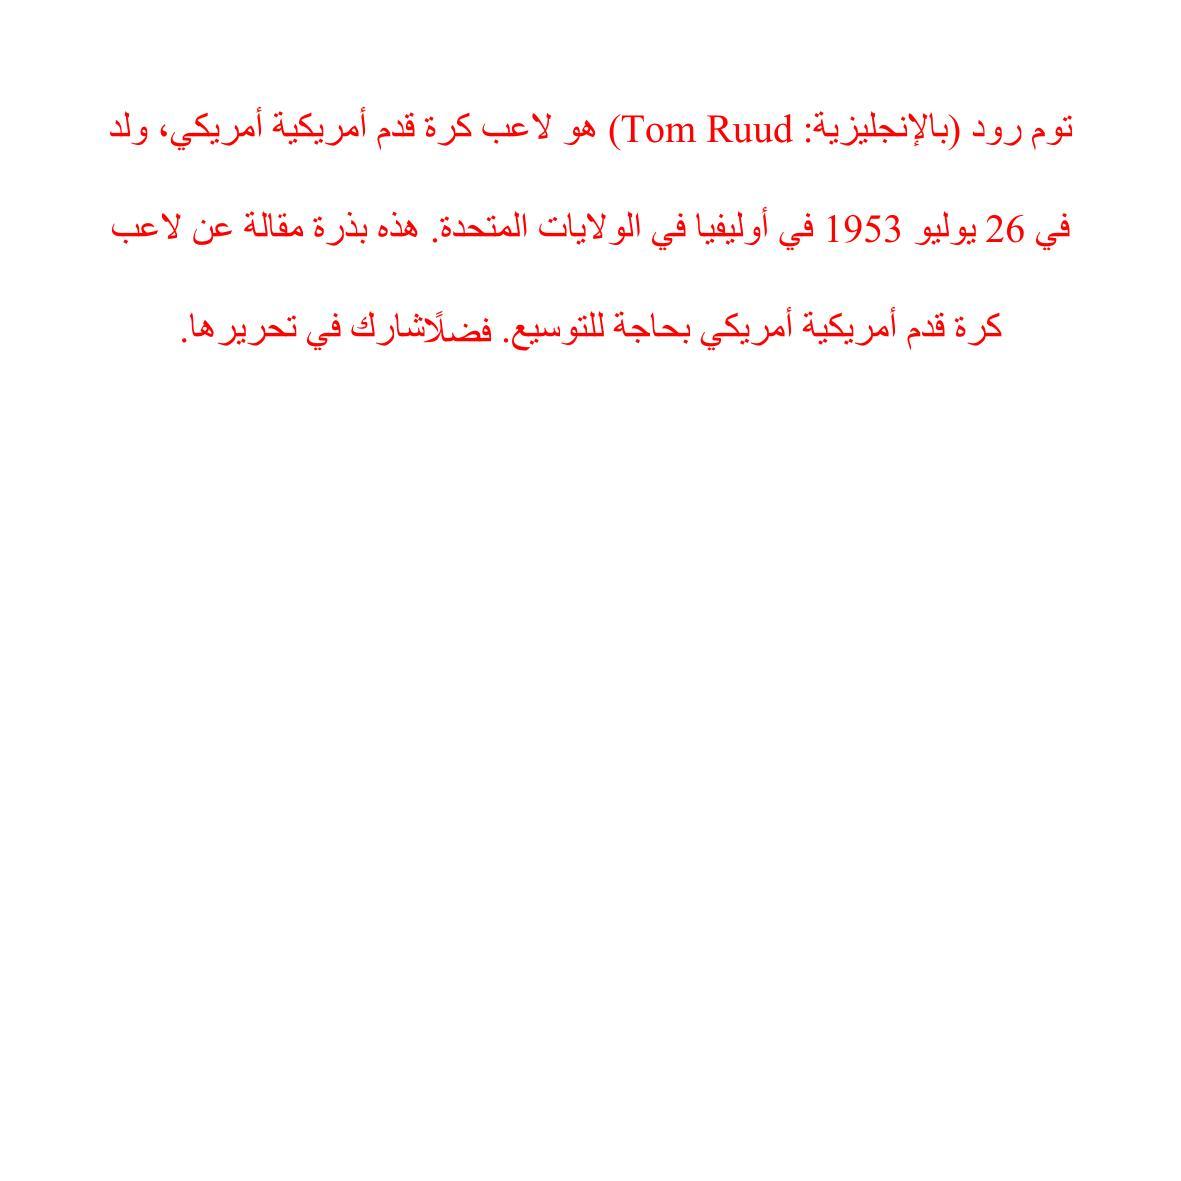 توم رود (بالإنجليزية: Tom Ruud) هو لاعب كرة قدم أمريكية أمريكي، ولد
في 26 يوليو 1953 في أوليفيا في الولايات المتحدة. هذه بذرة مقالة عن لاعب
كرة قدم أمريكية أمريكي بحاجة للتوسيع. فضلًاشارك في تحريرها.